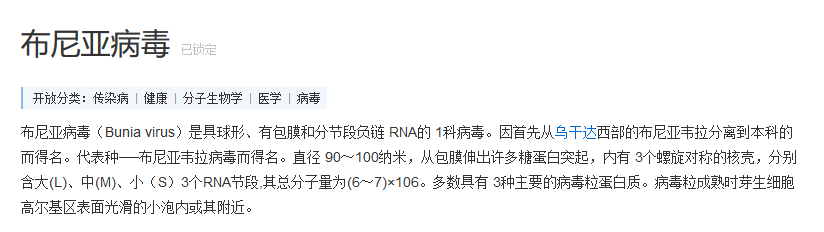 布尼亚病毒 已锁定
开放分类：传染病 | 健康 | 分子生物学 | 医学 | 病毒
布尼亚病毒（Bunia virus）是具球形、有包膜和分节段负链 RNA的 1科病毒。因首先从乌干达西部的布尼亚韦拉分离到本科的
而得名。代表种──布尼亚韦拉病毒而得名。直径 90～100纳米，从包膜伸出许多糖蛋白突起，内有 3个螺旋对称的核壳，分别
含大(L)、中(M)、小（S）3个RNA节段,其总分子量为(6～7)×106。多数具有 3种主要的病毒粒蛋白质。病毒粒成熟时芽生细胞
高尔基区表面光滑的小泡内或其附近。